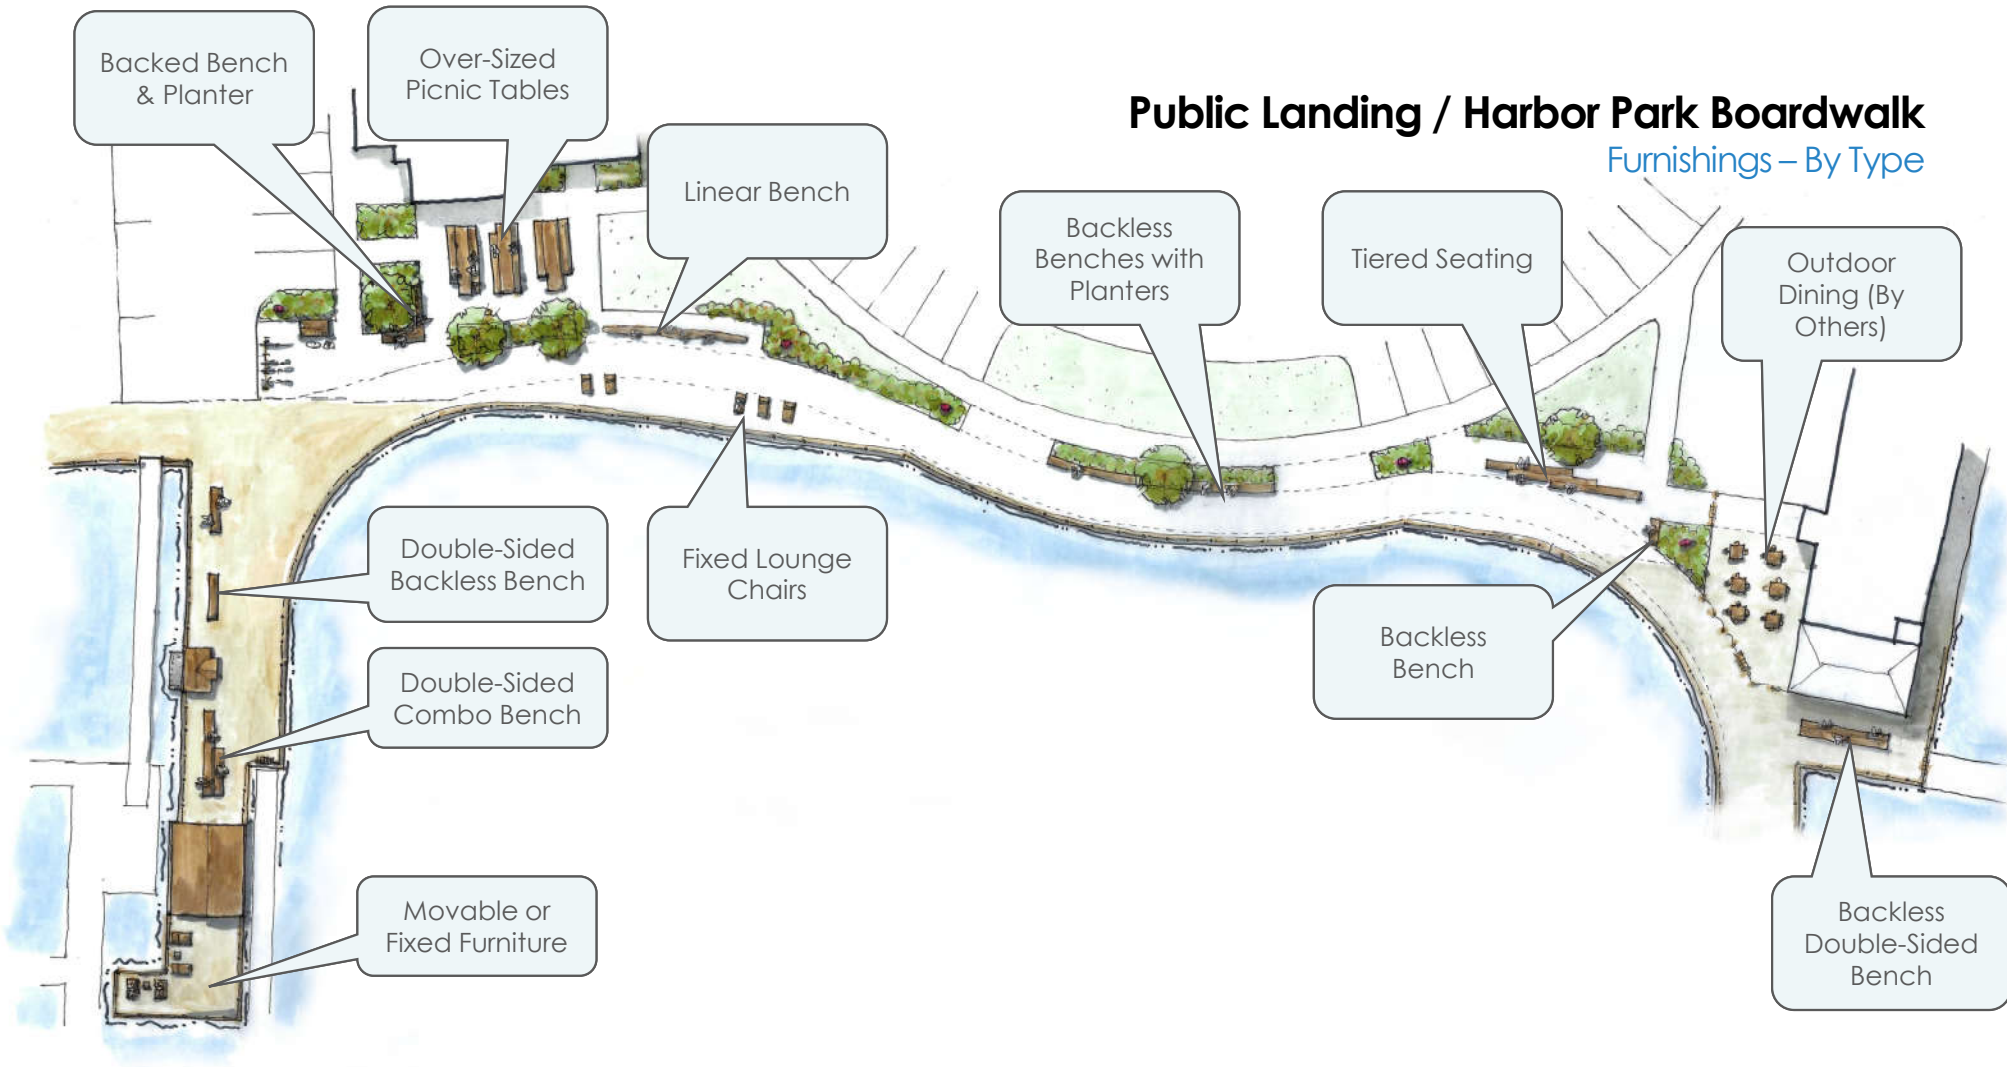 Public Landing / Harbor Park Boardwalk
Furnishings – By Type
Backed Bench
& Planter
Over-Sized
Picnic Tables
Linear Bench
Backless
Benches with
Planters
Tiered Seating
Outdoor
Dining (By
Others)
Double-Sided
Backless Bench
Fixed Lounge
Chairs
Backless
Bench
Double-Sided
Combo Bench
Movable or
Fixed Furniture
Backless
Double-Sided
Bench